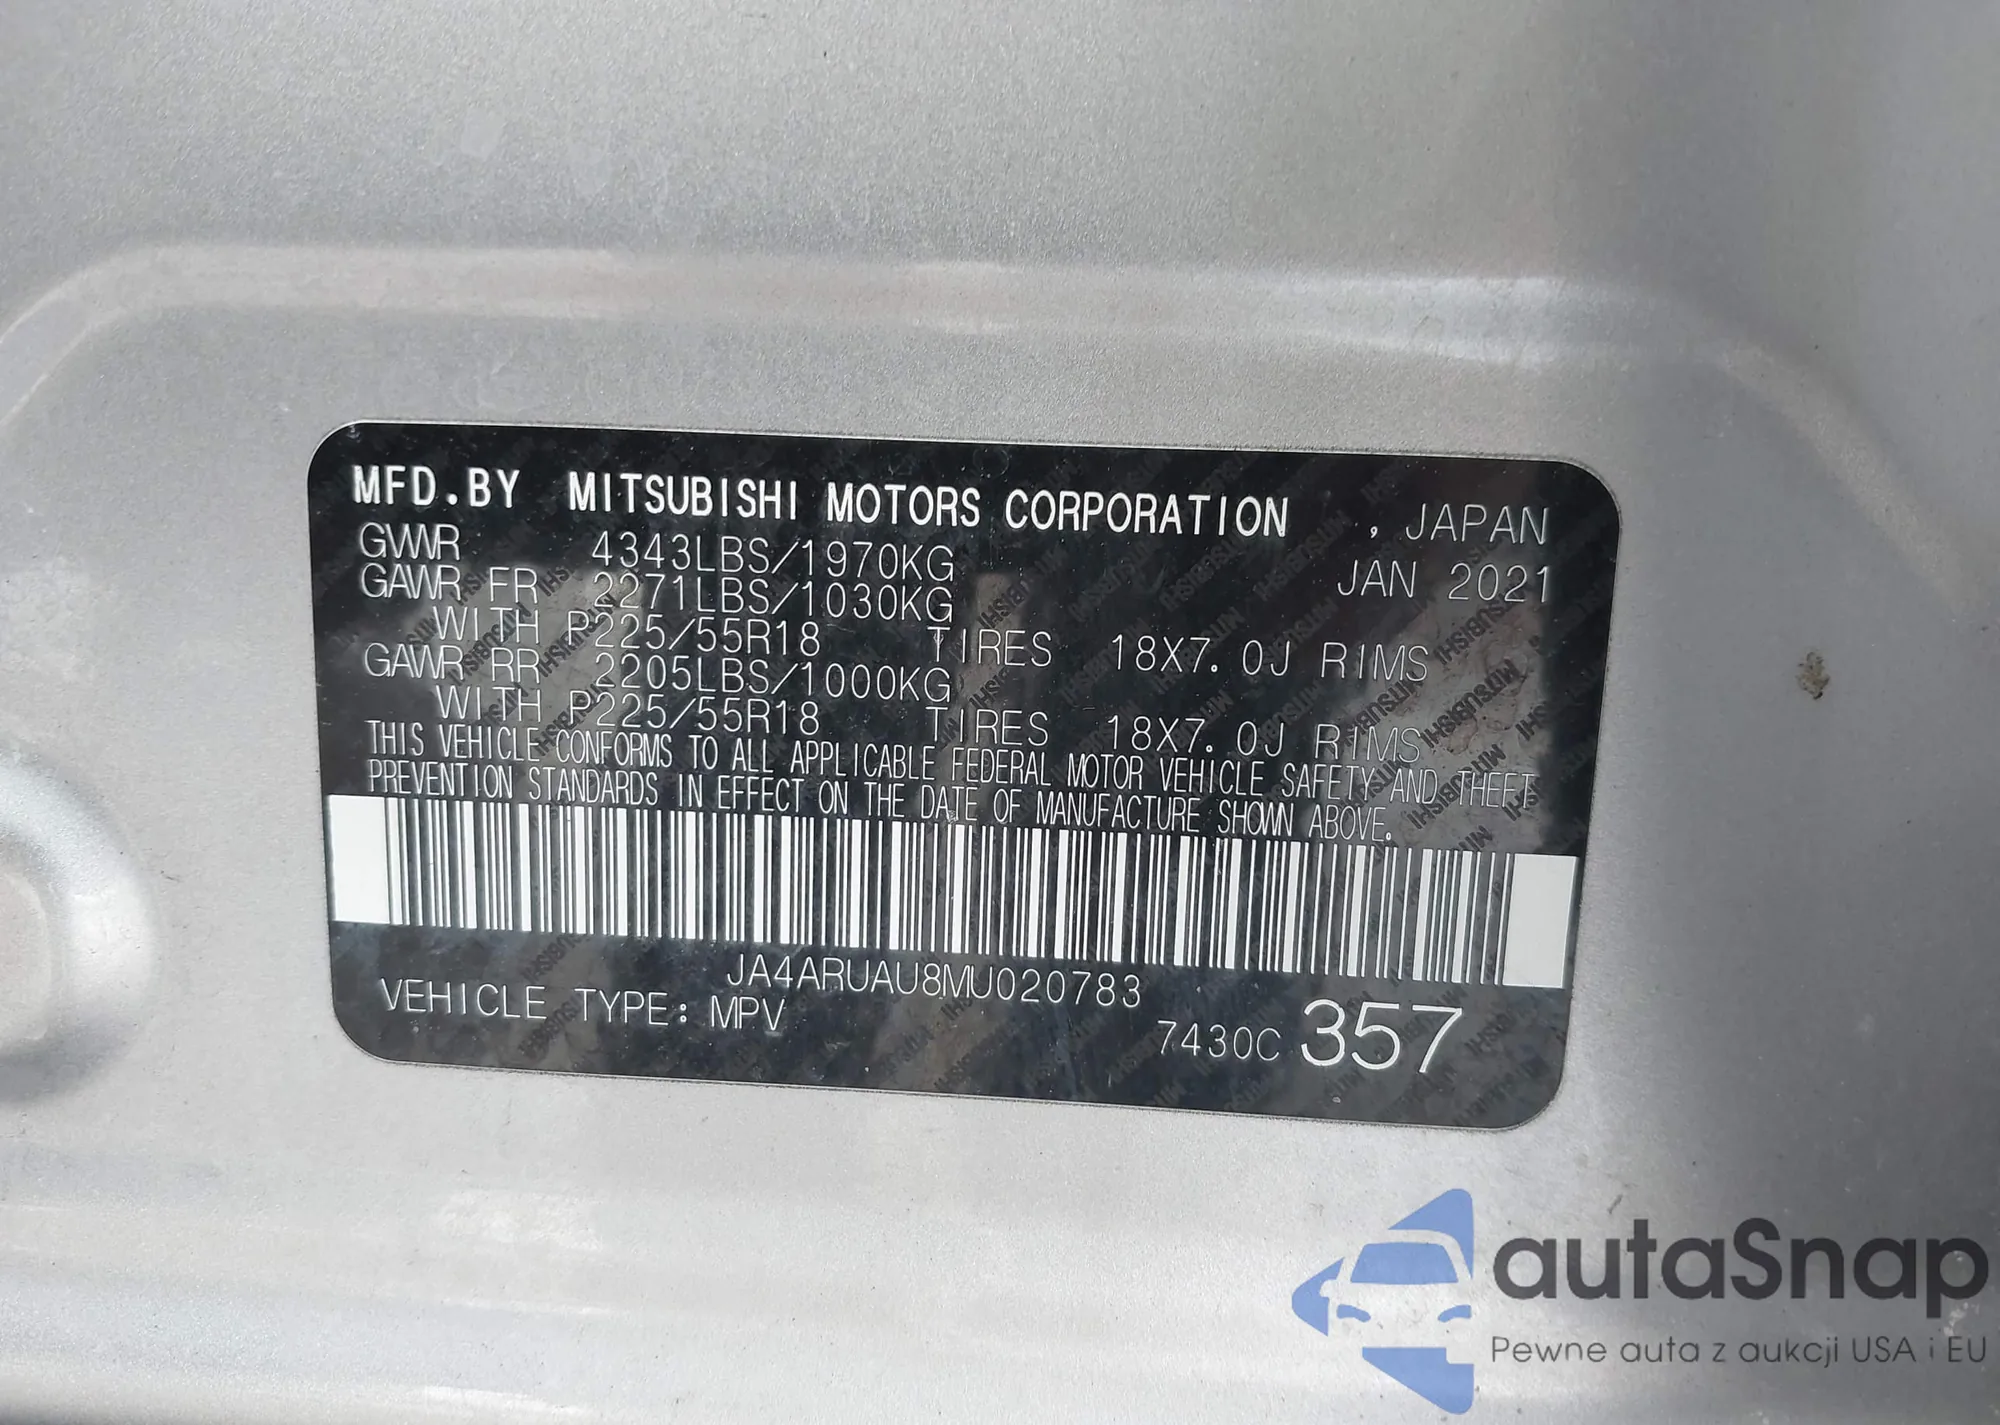 MFD.BY MITSUBISHI MOTORS CORPORATION , JAPAN
GVWR 4343LBS/1970KG JAN 2021
GAWR FR 2271LBS/1030KG
WITH P225/55R18 TIRES 18X7.0J RIMS
GAWR RR 2205LBS/1000KG
WITH P225/55R18 TIRES 18X7.0J RIMS
THIS VEHICLE CONFORMS TO ALL APPLICABLE FEDERAL MOTOR VEHICLE SAFETY AND THEFT
PREVENTION STANDARDS IN EFFECT ON THE DATE OF MANUFACTURE SHOWN ABOVE.
JA4ARUAU8MU020783
VEHICLE TYPE: MPV 7430C 357
autaSnap
Pewne auta z aukcji USA i EU